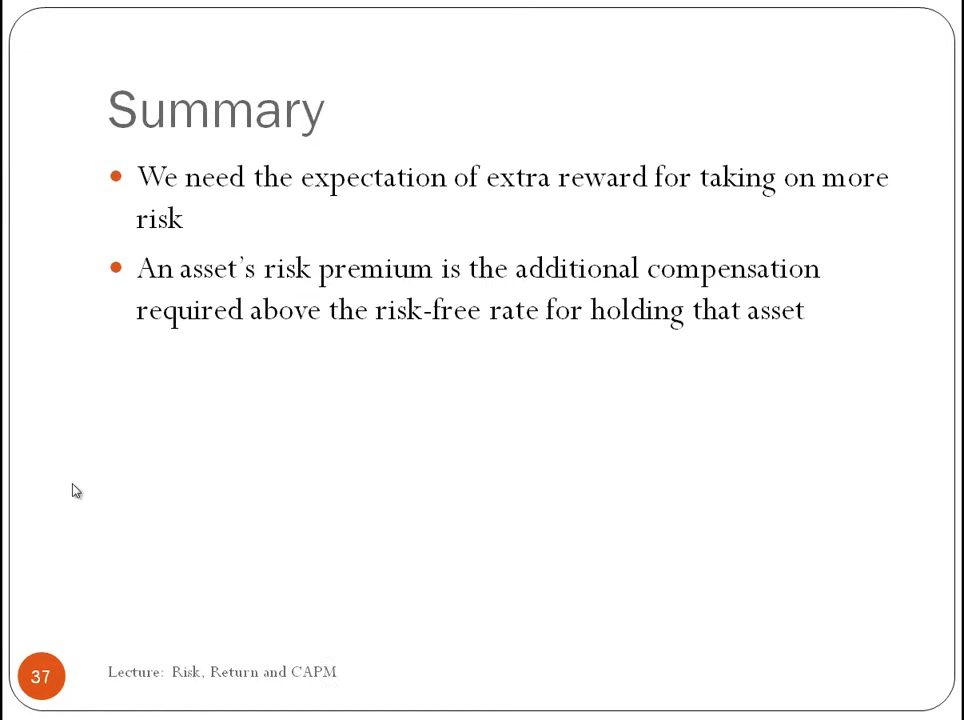 Summary
• We need the expectation of extra reward for taking on more
risk
• An asset’s risk premium is the additional compensation
required above the risk-free rate for holding that asset
37
Lecture: Risk, Return and CAPM